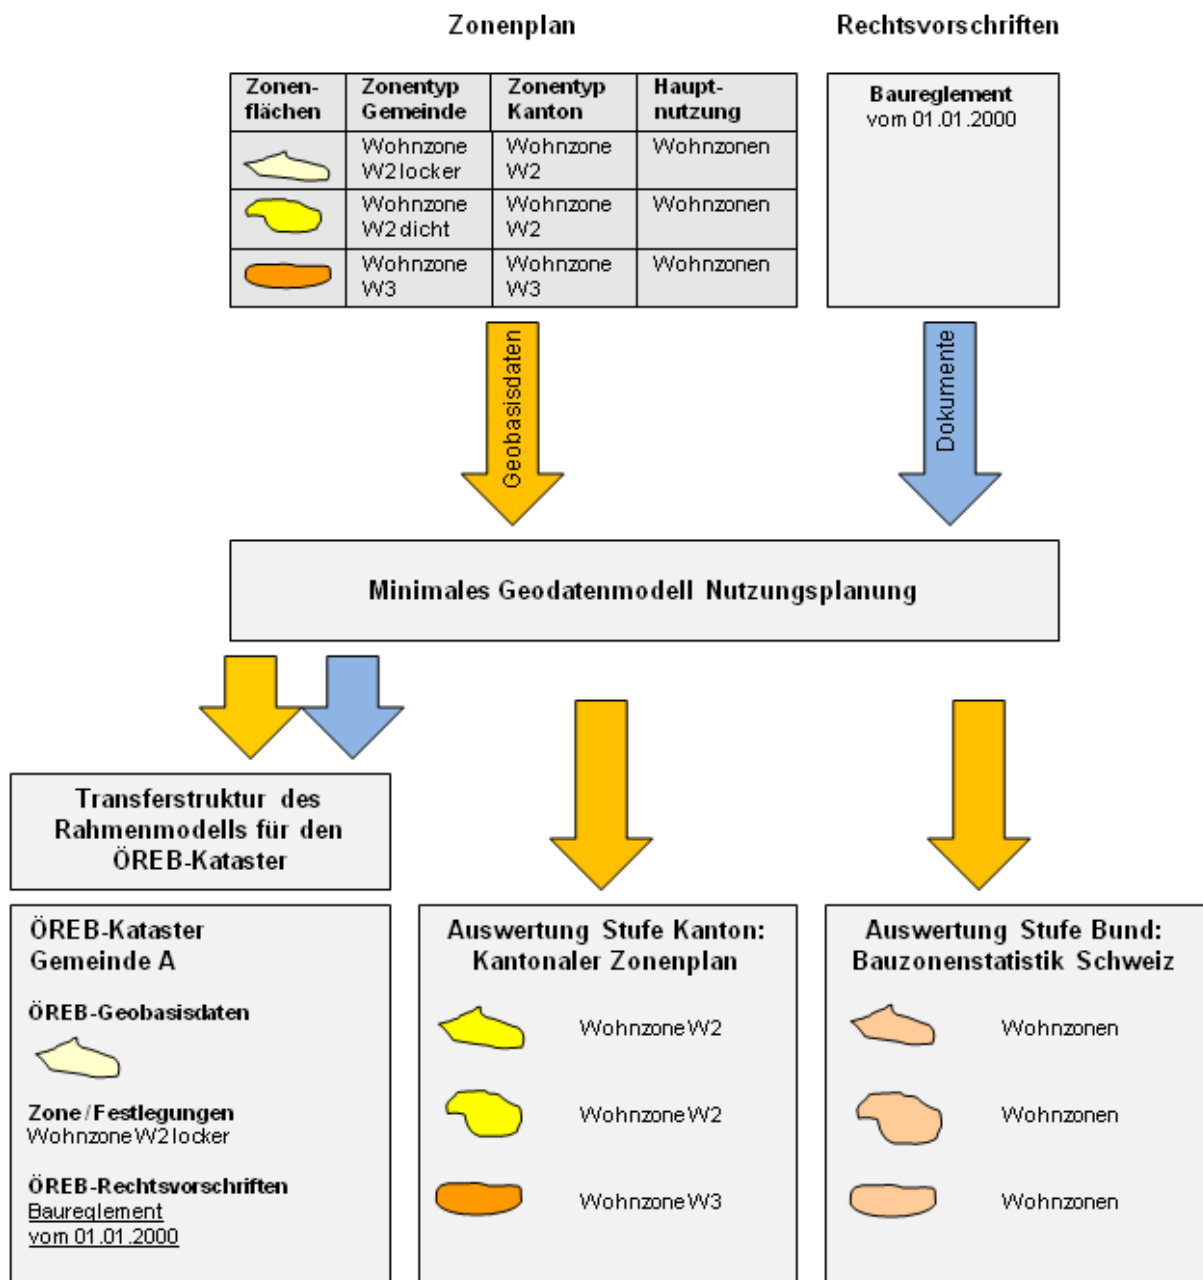 Zonenplan
Rechtsvorschriften
Zonen-
flächen
Zonentyp
Gemeinde
Zonentyp
Kanton
Haupt-
nutzung
Wohnzone
W2 locker
Wohnzone
W2
Wohnzonen
Wohnzone
W2 dicht
Wohnzone
W2
Wohnzonen
Wohnzone
W3
Wohnzone
W3
Wohnzonen
Baureglement
vom 01.01.2000
Geobasisdaten
Dokumente
Minimales Geodatenmodell Nutzungsplanung
Transferstruktur des
Rahmenmodells für den
ÖREB-Kataster
ÖREB-Kataster
Gemeinde A
ÖREB-Geobasisdaten
Zone / Festlegungen
Wohnzone W2 locker
ÖREB-Rechtsvorschriften
Baureglement
vom 01.01.2000
Auswertung Stufe Kanton:
Kantonaler Zonenplan
Wohnzone W2
Wohnzone W2
Wohnzone W3
Auswertung Stufe Bund:
Bauzonenstatistik Schweiz
Wohnzonen
Wohnzonen
Wohnzonen